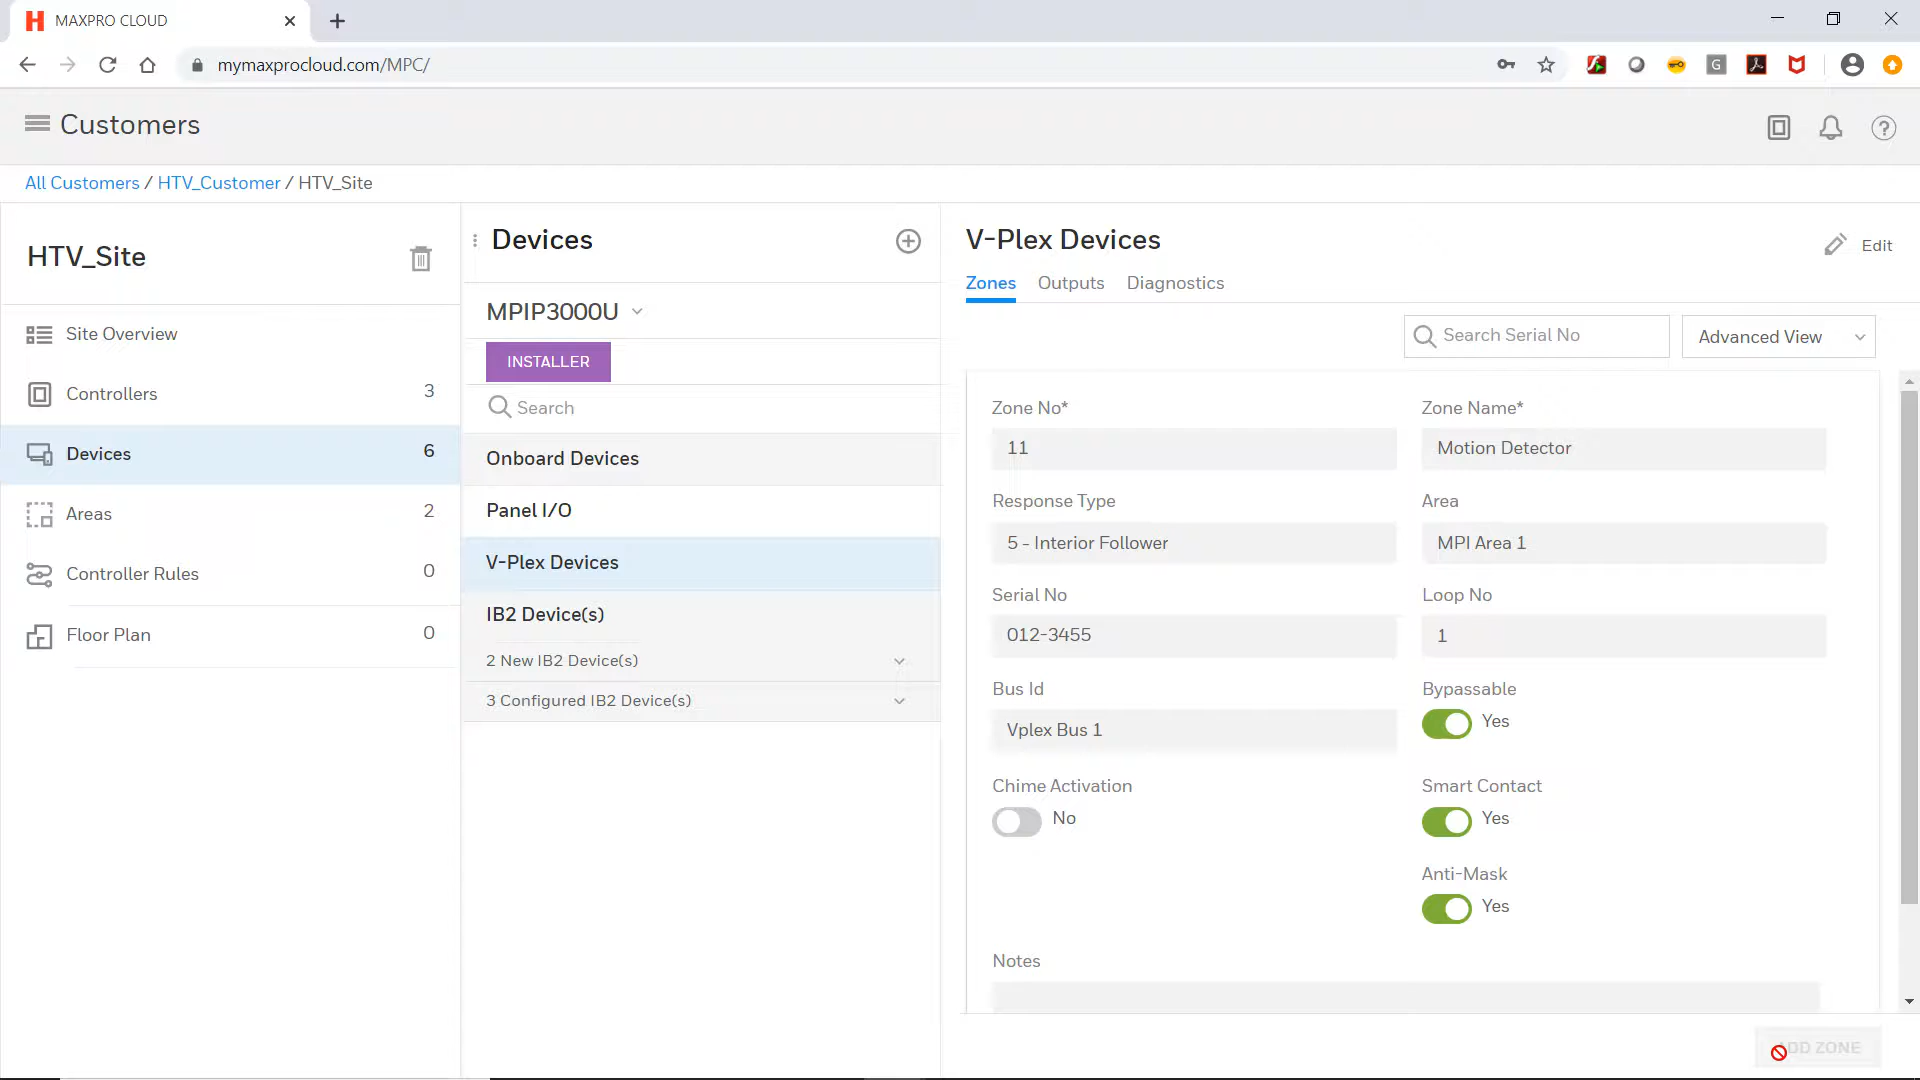 MAXPRO CLOUD
mymaxprocloud.com/MPC/
Customers
All Customers / HTV_Customer / HTV_Site
HTV_Site
Site Overview
Controllers 3
Devices 6
Areas 2
Controller Rules 0
Floor Plan 0
Devices
MPIP3000U
INSTALLER
Search
Onboard Devices
Panel I/O
V-Plex Devices
IB2 Device(s)
2 New IB2 Device(s)
3 Configured IB2 Device(s)
V-Plex Devices
Edit
Zones Outputs Diagnostics
Search Serial No
Advanced View
Zone No* Zone Name*
11 Motion Detector
Response Type Area
5 - Interior Follower MPI Area 1
Serial No Loop No
012-3455 1
Bus Id Bypassable
Vplex Bus 1 Yes
Chime Activation Smart Contact
No Yes
Anti-Mask
Yes
Notes
ADD ZONE